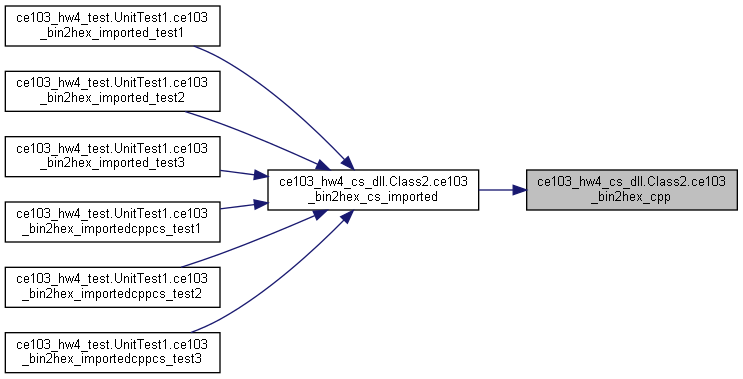 ce103_hw4_test.UnitTest1.ce103
_bin2hex_imported_test1
ce103_hw4_test.UnitTest1.ce103
_bin2hex_imported_test2
ce103_hw4_test.UnitTest1.ce103
_bin2hex_imported_test3
ce103_hw4_cs_dll.Class2.ce103
_bin2hex_cs_imported
ce103_hw4_cs_dll.Class2.ce103
_bin2hex_cpp
ce103_hw4_test.UnitTest1.ce103
_bin2hex_importedcppcs_test1
ce103_hw4_test.UnitTest1.ce103
_bin2hex_importedcppcs_test2
ce103_hw4_test.UnitTest1.ce103
_bin2hex_importedcppcs_test3